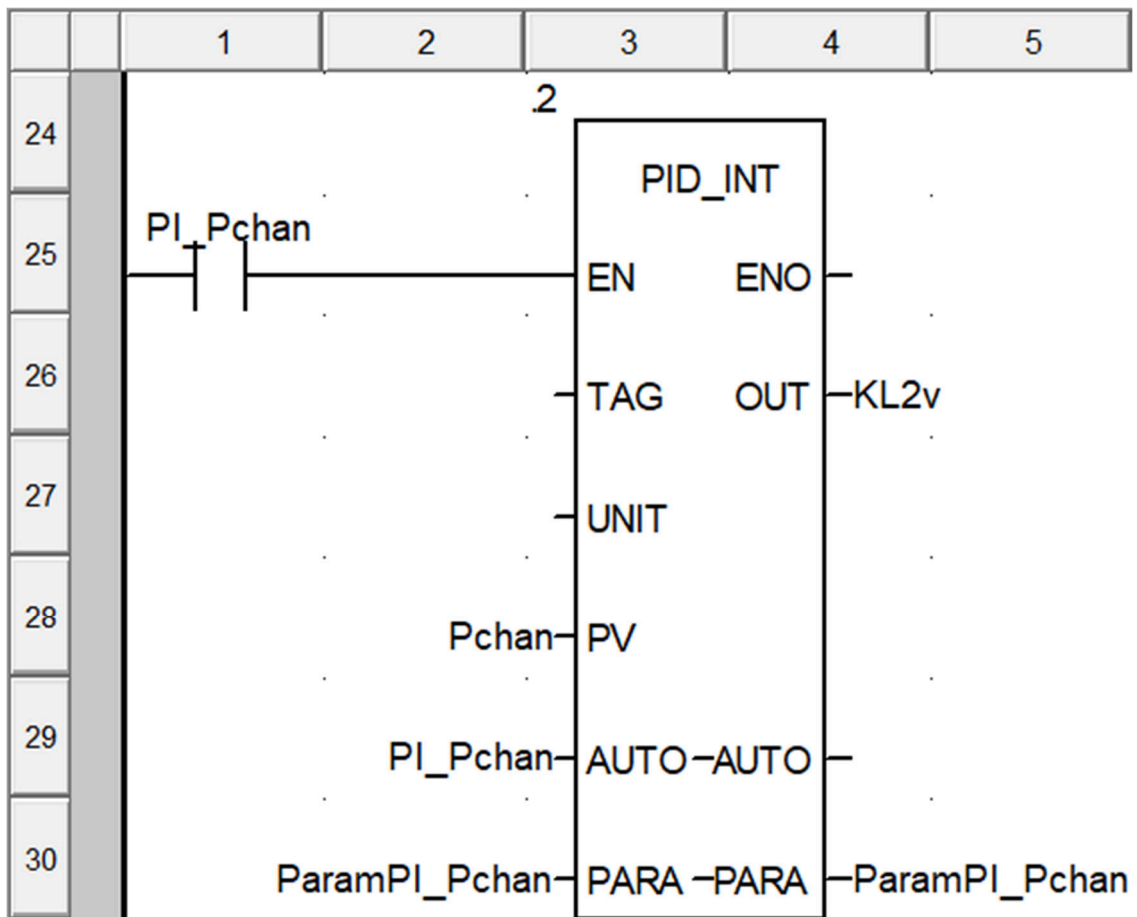 1 2 3 4 5
.2
24
PID_INT
PI_Pchan
25
EN ENO
26
TAG OUT KL2v
27
UNIT
28
Pchan PV
29
PI_Pchan AUTO AUTO
30
ParamPI_Pchan PARA PARA ParamPI_Pchan